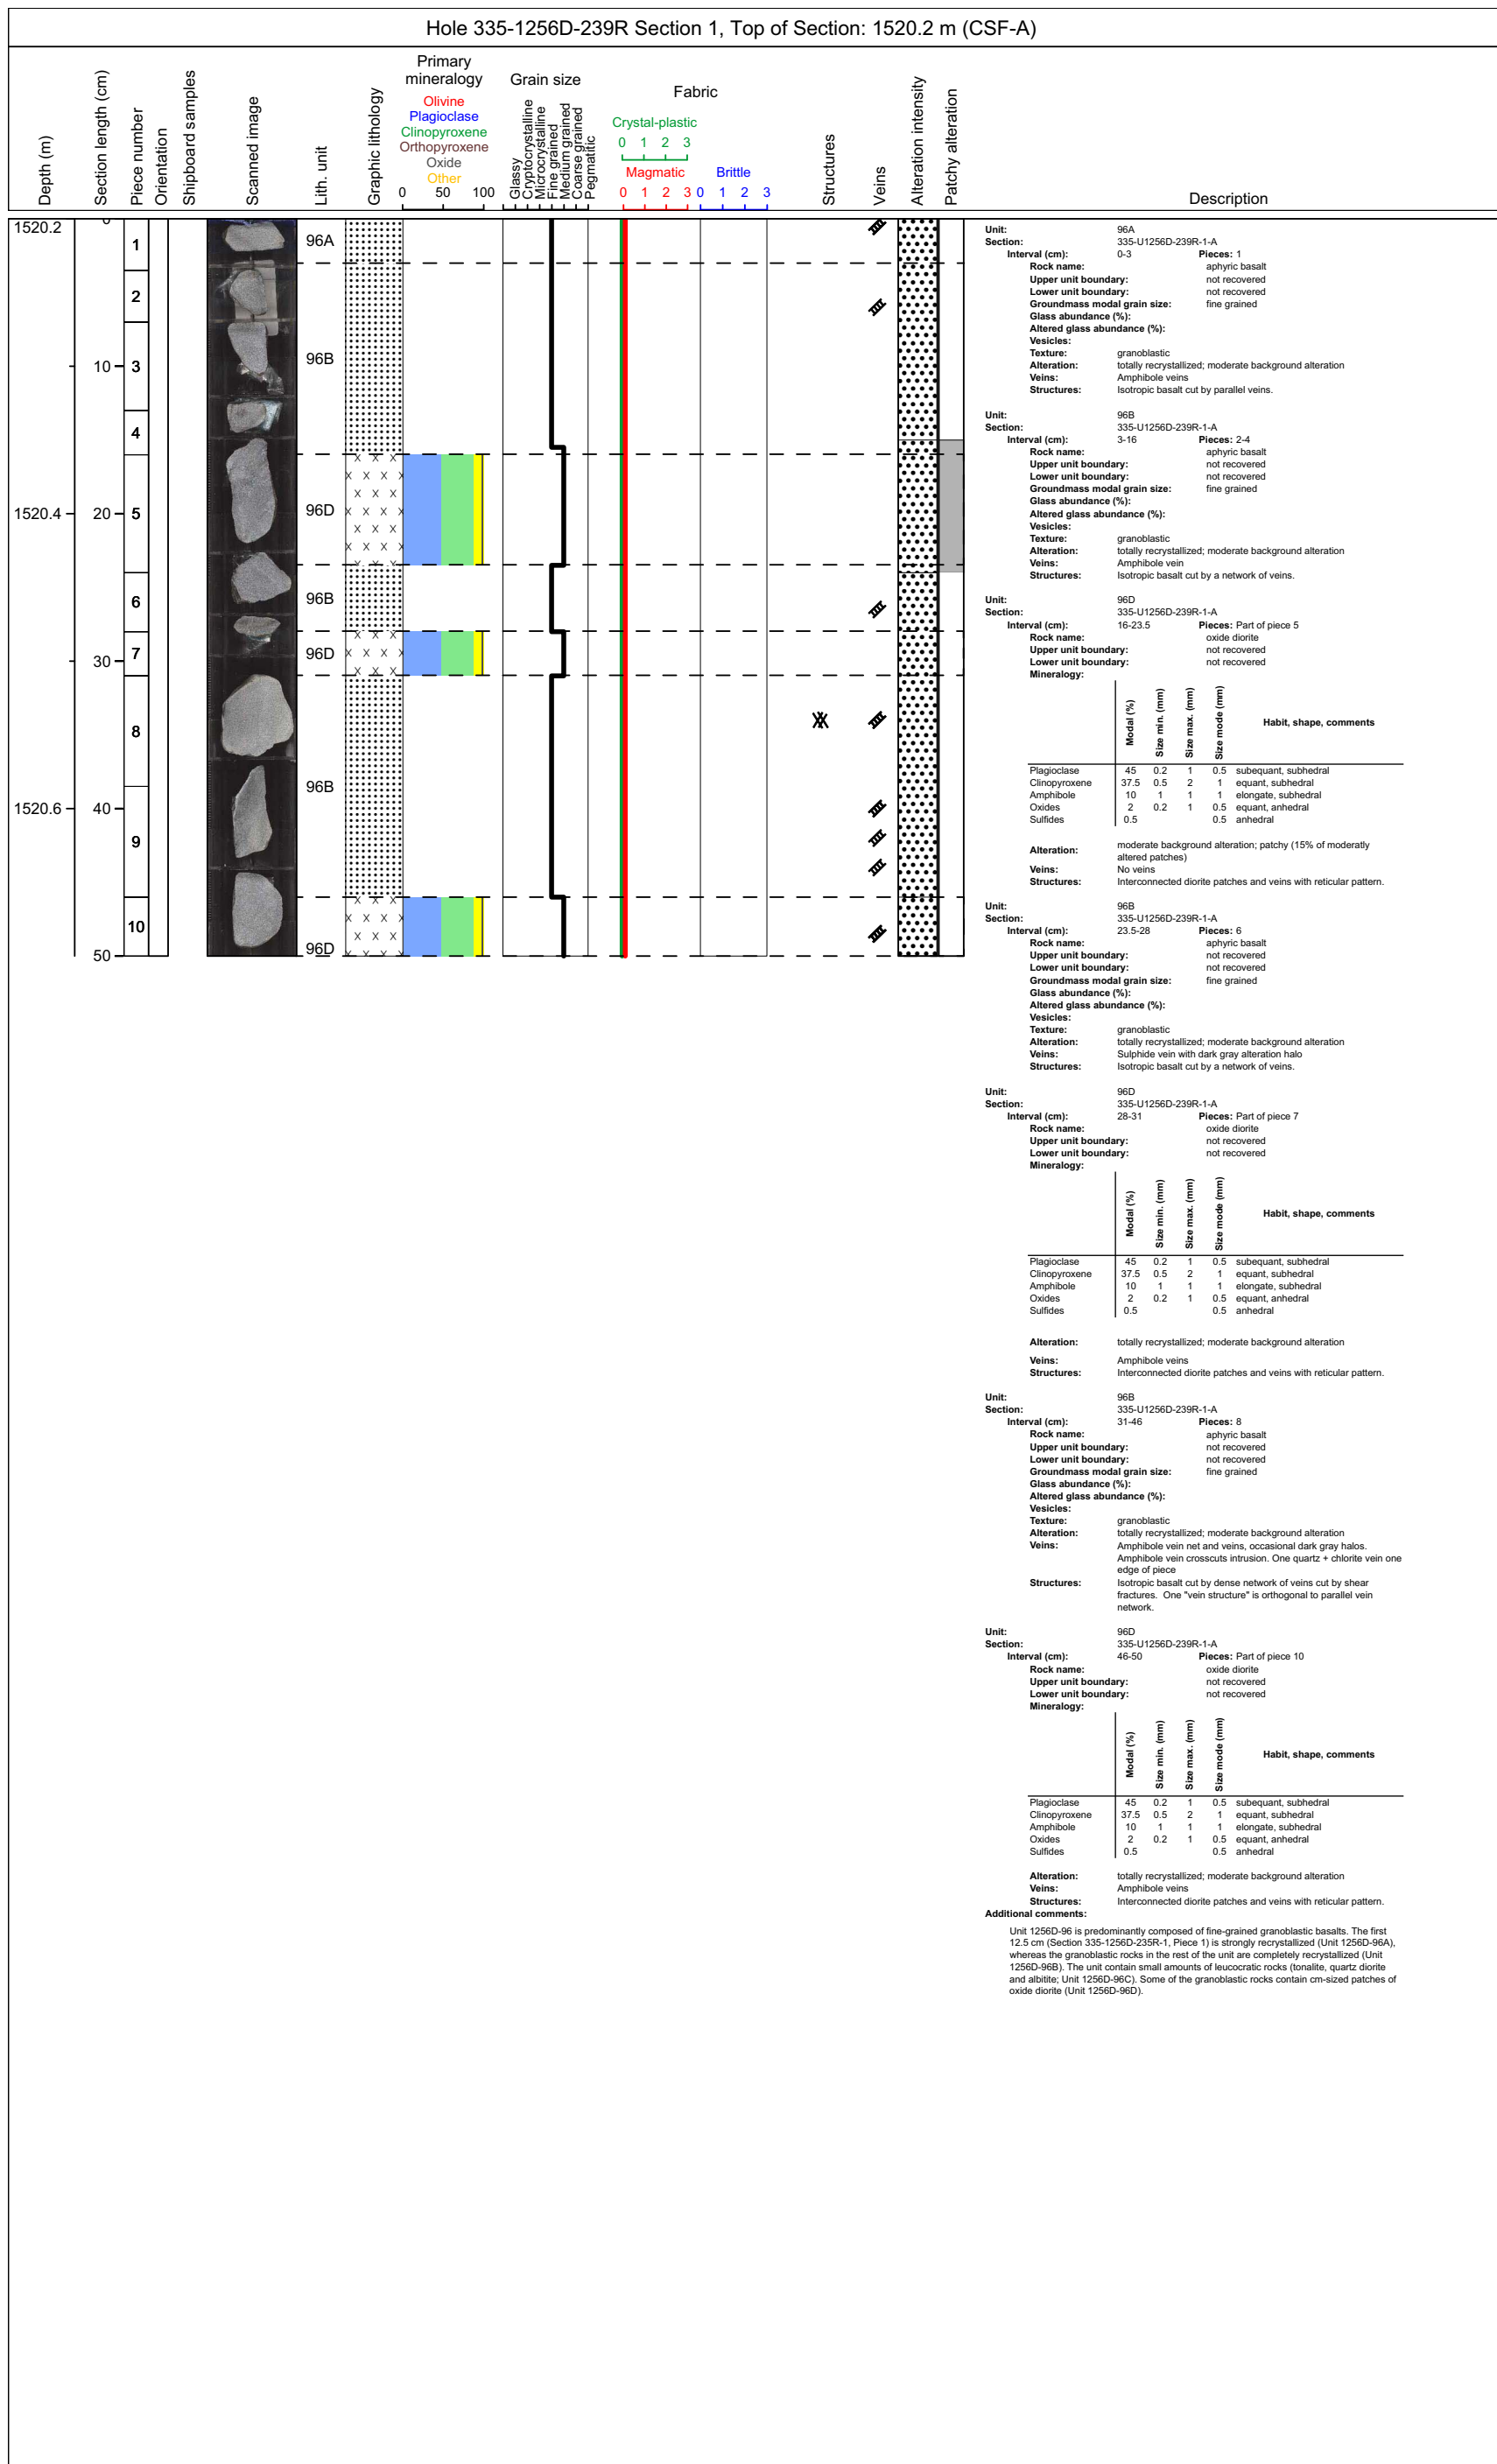 Hole 335-1256D-239R Section 1, Top of Section: 1520.2 m (CSF-A)
Depth (m)
Section length (cm)
Piece number
Orientation
Shipboard samples
Scanned image
Lith. unit
Graphic lithology
Primary
mineralogy
Olivine
Plagioclase
Clinopyroxene
Orthopyroxene
Oxide
Other
0 50 100
Grain size
Glassy
Cryptocrystalline
Microcrystalline
Fine grained
Medium grained
Coarse grained
Pegmatitic
Fabric
Crystal-plastic
0 1 2 3
Magmatic
0 1 2 3
Brittle
0 1 2 3
Structures
Veins
Alteration intensity
Patchy alteration
Description
1520.2
1520.4
1520.6
0
10
20
30
40
50
1
2
3
4
5
6
7
8
9
10
96A
96B
96D
96B
96D
96B
96D
Unit: 96A
Section: 335-U1256D-239R-1-A
Interval (cm): 0-3 Pieces: 1
Rock name: aphyric basalt
Upper unit boundary: not recovered
Lower unit boundary: not recovered
Groundmass modal grain size: fine grained
Glass abundance (%):
Altered glass abundance (%):
Vesicles:
Texture: granoblastic
Alteration: totally recrystallized; moderate background alteration
Veins: Amphibole veins
Structures: Isotropic basalt cut by parallel veins.
Unit: 96B
Section: 335-U1256D-239R-1-A
Interval (cm): 3-16 Pieces: 2-4
Rock name: aphyric basalt
Upper unit boundary: not recovered
Lower unit boundary: not recovered
Groundmass modal grain size: fine grained
Glass abundance (%):
Altered glass abundance (%):
Vesicles:
Texture: granoblastic
Alteration: totally recrystallized; moderate background alteration
Veins: Amphibole vein
Structures: Isotropic basalt cut by a network of veins.
Unit: 96D
Section: 335-U1256D-239R-1-A
Interval (cm): 16-23.5 Pieces: Part of piece 5
Rock name: oxide diorite
Upper unit boundary: not recovered
Lower unit boundary: not recovered
Mineralogy:
Modal (%) Size min. (mm) Size max. (mm) Size mode (mm) Habit, shape, comments
Plagioclase 45 0.2 1 0.5 subequant, subhedral
Clinopyroxene 37.5 0.5 2 1 equant, subhedral
Amphibole 10 1 1 1 elongate, subhedral
Oxides 2 0.2 1 0.5 equant, anhedral
Sulfides 0.5 0.5 anhedral
Alteration: moderate background alteration; patchy (15% of moderatly
altered patches)
Veins: No veins
Structures: Interconnected diorite patches and veins with reticular pattern.
Unit: 96B
Section: 335-U1256D-239R-1-A
Interval (cm): 23.5-28 Pieces: 6
Rock name: aphyric basalt
Upper unit boundary: not recovered
Lower unit boundary: not recovered
Groundmass modal grain size: fine grained
Glass abundance (%):
Altered glass abundance (%):
Vesicles:
Texture: granoblastic
Alteration: totally recrystallized; moderate background alteration
Veins: Sulphide vein with dark gray alteration halo
Structures: Isotropic basalt cut by a network of veins.
Unit: 96D
Section: 335-U1256D-239R-1-A
Interval (cm): 28-31 Pieces: Part of piece 7
Rock name: oxide diorite
Upper unit boundary: not recovered
Lower unit boundary: not recovered
Mineralogy:
Modal (%) Size min. (mm) Size max. (mm) Size mode (mm) Habit, shape, comments
Plagioclase 45 0.2 1 0.5 subequant, subhedral
Clinopyroxene 37.5 0.5 2 1 equant, subhedral
Amphibole 10 1 1 1 elongate, subhedral
Oxides 2 0.2 1 0.5 equant, anhedral
Sulfides 0.5 0.5 anhedral
Alteration: totally recrystallized; moderate background alteration
Veins: Amphibole veins
Structures: Interconnected diorite patches and veins with reticular pattern.
Unit: 96B
Section: 335-U1256D-239R-1-A
Interval (cm): 31-46 Pieces: 8
Rock name: aphyric basalt
Upper unit boundary: not recovered
Lower unit boundary: not recovered
Groundmass modal grain size: fine grained
Glass abundance (%):
Altered glass abundance (%):
Vesicles:
Texture: granoblastic
Alteration: totally recrystallized; moderate background alteration
Veins: Amphibole vein net and veins, occasional dark gray halos.
Amphibole vein crosscuts intrusion. One quartz + chlorite vein one
edge of piece
Structures: Isotropic basalt cut by dense network of veins cut by shear
fractures. One "vein structure" is orthogonal to parallel vein
network.
Unit: 96D
Section: 335-U1256D-239R-1-A
Interval (cm): 46-50 Pieces: Part of piece 10
Rock name: oxide diorite
Upper unit boundary: not recovered
Lower unit boundary: not recovered
Mineralogy:
Modal (%) Size min. (mm) Size max. (mm) Size mode (mm) Habit, shape, comments
Plagioclase 45 0.2 1 0.5 subequant, subhedral
Clinopyroxene 37.5 0.5 2 1 equant, subhedral
Amphibole 10 1 1 1 elongate, subhedral
Oxides 2 0.2 1 0.5 equant, anhedral
Sulfides 0.5 0.5 anhedral
Alteration: totally recrystallized; moderate background alteration
Veins: Amphibole veins
Structures: Interconnected diorite patches and veins with reticular pattern.
Additional comments:
Unit 1256D-96 is predominantly composed of fine-grained granoblastic basalts. The first
12.5 cm (Section 335-1256D-235R-1, Piece 1) is strongly recrystallized (Unit 1256D-96A),
whereas the granoblastic rocks in the rest of the unit are completely recrystallized (Unit
1256D-96B). The unit contain small amounts of leucocratic rocks (tonalite, quartz diorite
and albitite; Unit 1256D-96C). Some of the granoblastic rocks contain cm-sized patches of
oxide diorite (Unit 1256D-96D).